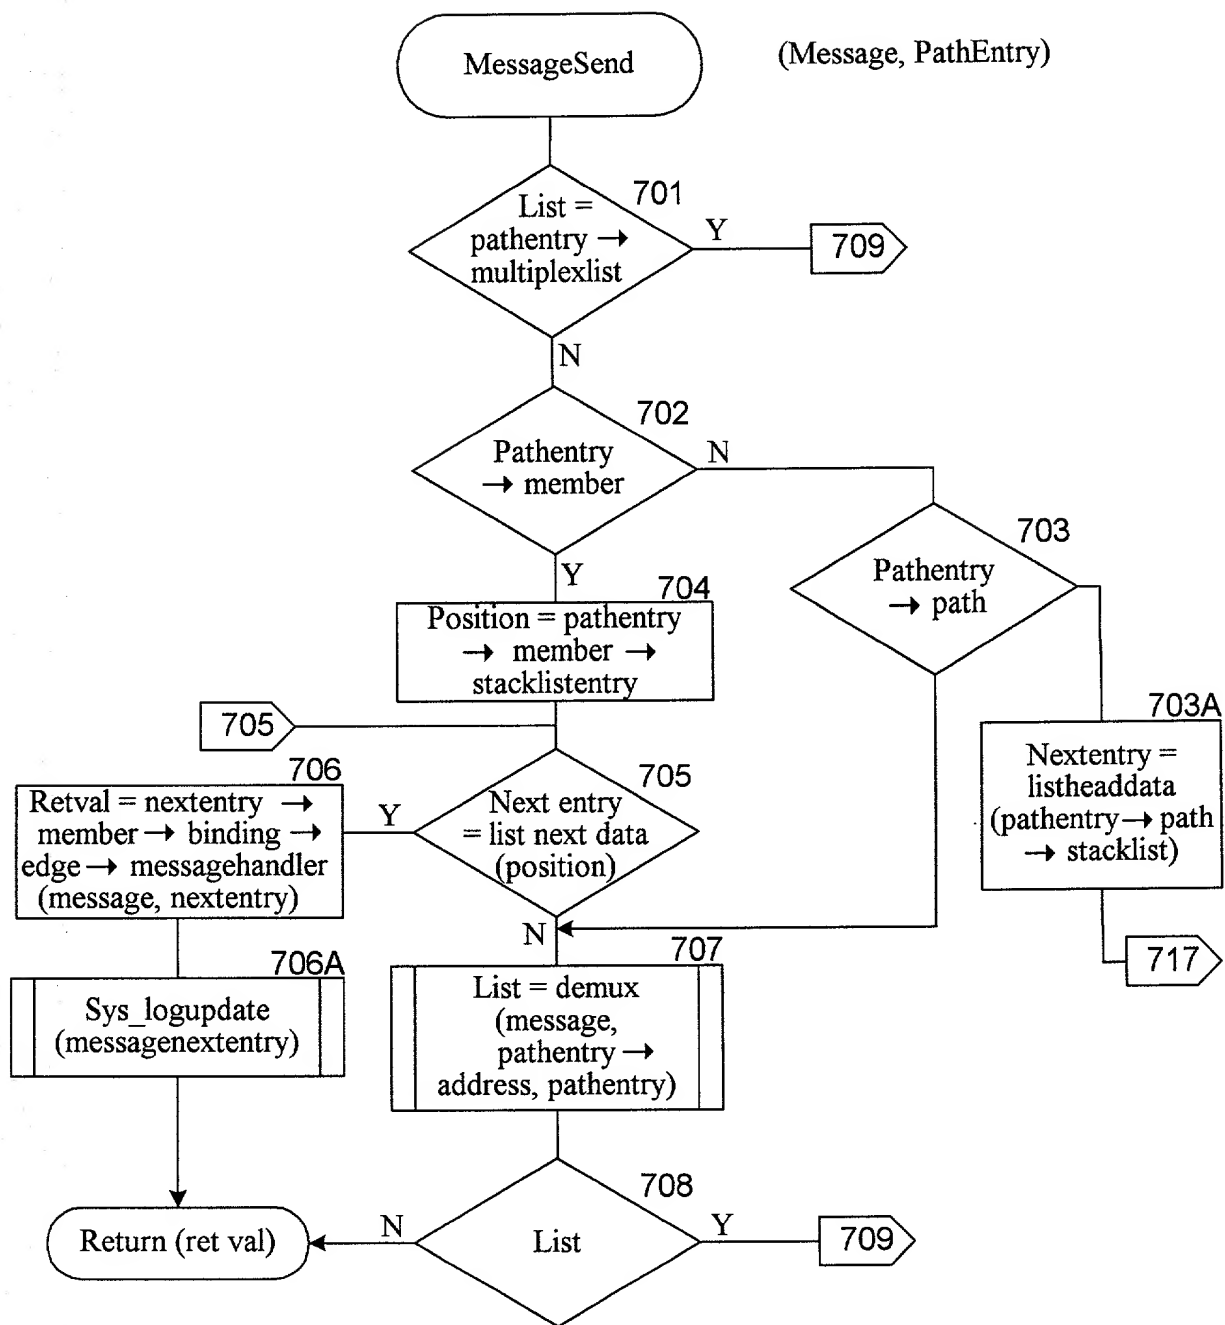 MessageSend
(Message, PathEntry)
701
List =
pathentry →
multiplexlist
Y
709
N
702
Pathentry
→ member
N
Y
703
Pathentry
→ path
704
Position = pathentry
→ member →
stacklistentry
705
703A
Nextentry =
listheaddata
(pathentry → path
→ stacklist)
717
706
Retval = nextentry →
member → binding →
edge → messagehandler
(message, nextentry)
Y
705
Next entry
= list next data
(position)
N
706A
Sys_logupdate
(messagenextentry)
707
List = demux
(message,
pathentry →
address, pathentry)
708
List
N
Y
709
Return (ret val)